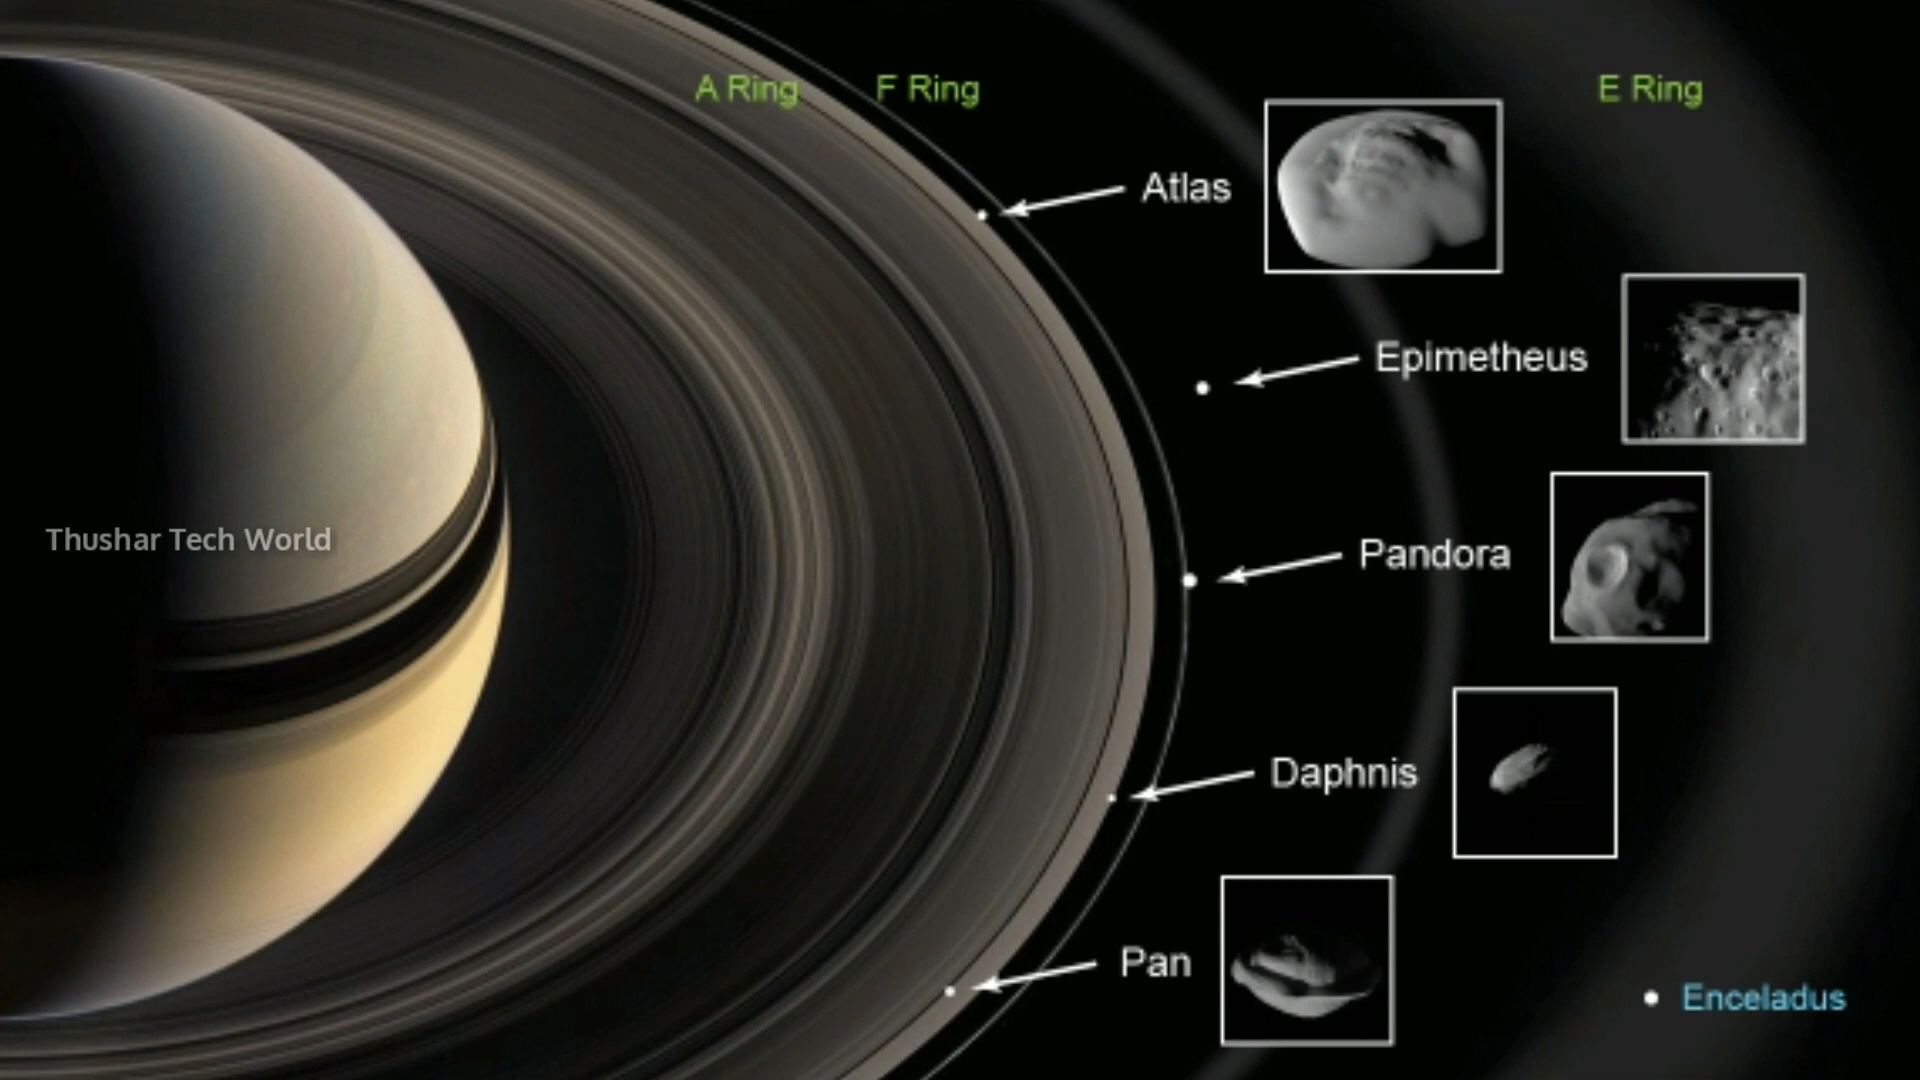 A Ring
F Ring
E Ring
Atlas
Epimetheus
Thushar Tech World
Pandora
Daphnis
Pan
Enceladus